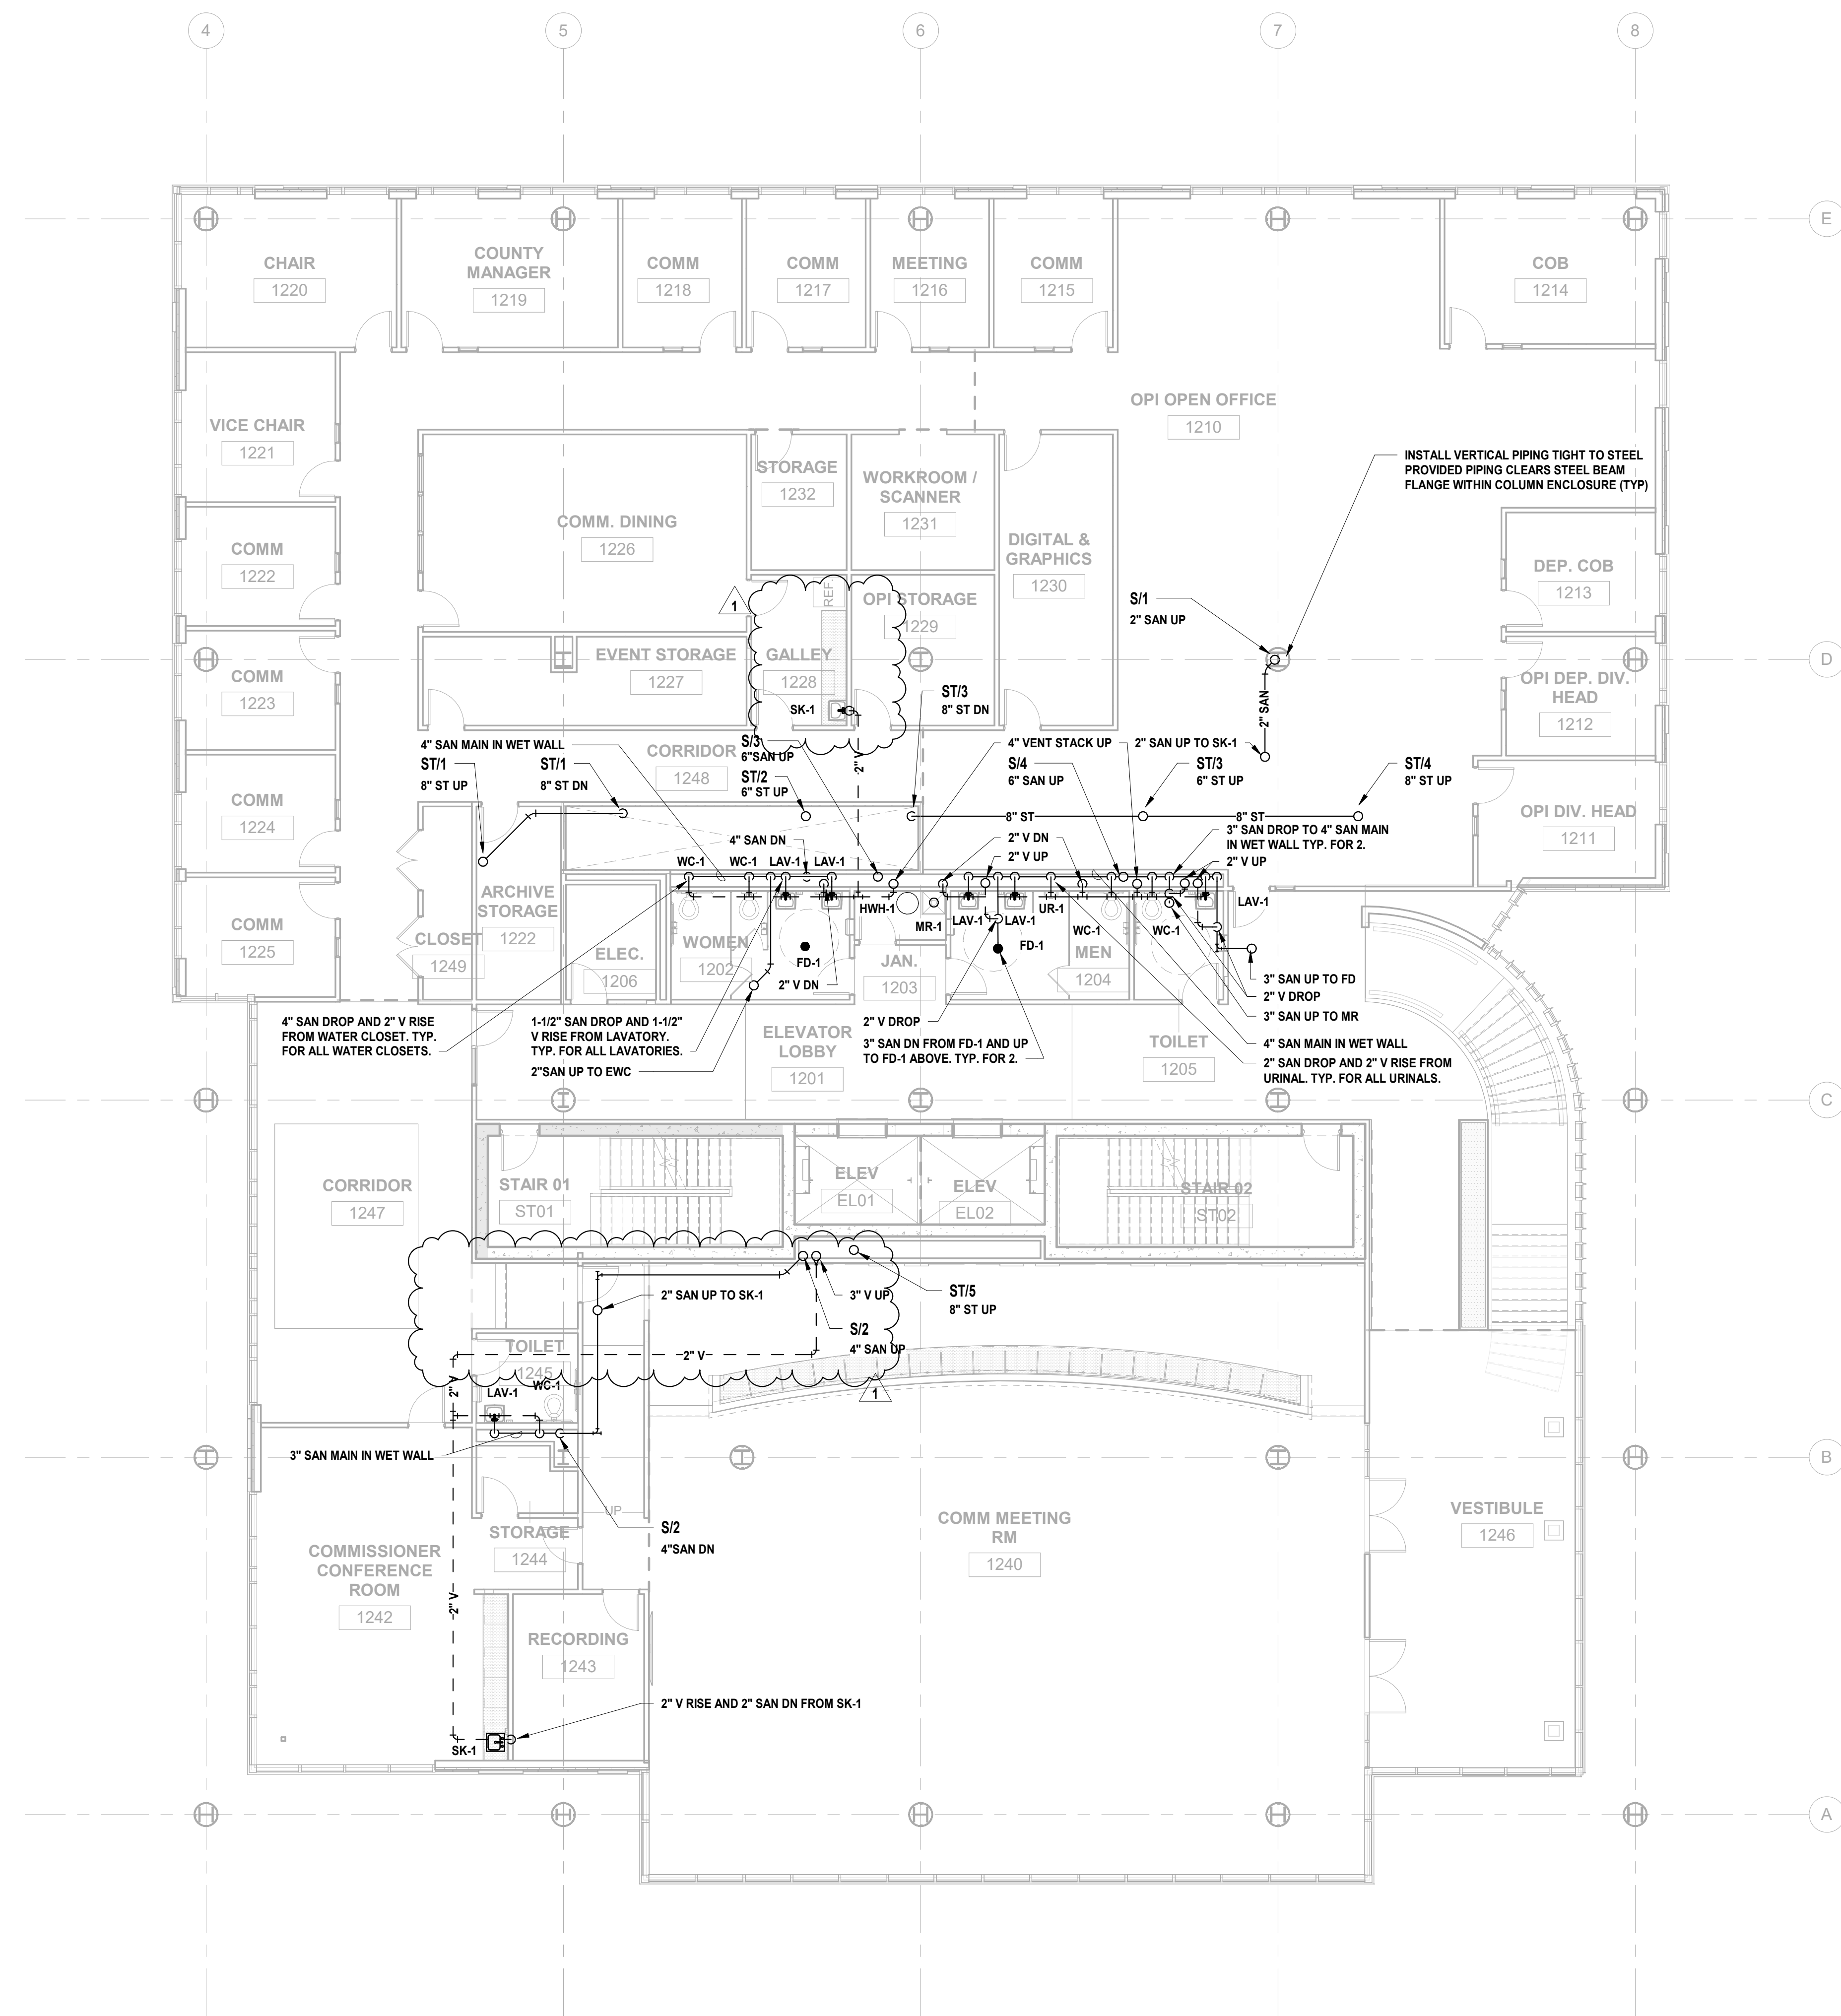 4
5
6
7
8
E
CHAIR
1220
COUNTY
MANAGER
1219
COMM
1218
COMM
1217
MEETING
1216
COMM
1215
COB
1214
VICE CHAIR
1221
OPI OPEN OFFICE
1210
INSTALL VERTICAL PIPING TIGHT TO STEEL
PROVIDED PIPING CLEARS STEEL BEAM
FLANGE WITHIN COLUMN ENCLOSURE (TYP)
STORAGE
1232
WORKROOM /
SCANNER
1231
COMM. DINING
1226
DIGITAL &
GRAPHICS
1230
COMM
1222
DEP. COB
1213
1
REF.
OPI STORAGE
1229
S/1
2" SAN UP
EVENT STORAGE
1227
GALLEY
1228
SK-1
D
COMM
1223
OPI DEP. DIV.
HEAD
1212
2" SAN
ST/3
8" ST DN
4" SAN MAIN IN WET WALL
S/3
6"SAN UP
CORRIDOR
1248
2" V
4" VENT STACK UP
2" SAN UP TO SK-1
ST/1
8" ST UP
ST/1
8" ST DN
ST/2
6" ST UP
S/4
6" SAN UP
ST/3
6" ST UP
ST/4
8" ST UP
COMM
1224
OPI DIV. HEAD
1211
8" ST
8" ST
4" SAN DN
2" V DN
2" V UP
3" SAN DROP TO 4" SAN MAIN
IN WET WALL TYP. FOR 2.
2" V UP
WC-1
WC-1
LAV-1
LAV-1
ARCHIVE
STORAGE
1222
HWH-1
MR-1
LAV-1
LAV-1
UR-1
WC-1
WC-1
LAV-1
COMM
1225
CLOSET
1249
ELEC.
1206
WOMEN
1202
FD-1
2" V DN
JAN.
1203
FD-1
MEN
1204
3" SAN UP TO FD
2" V DROP
3" SAN UP TO MR
4" SAN DROP AND 2" V RISE
FROM WATER CLOSET. TYP.
FOR ALL WATER CLOSETS.
1-1/2" SAN DROP AND 1-1/2"
V RISE FROM LAVATORY.
TYP. FOR ALL LAVATORIES.
2"SAN UP TO EWC
ELEVATOR
LOBBY
1201
2" V DROP
3" SAN DN FROM FD-1 AND UP
TO FD-1 ABOVE. TYP. FOR 2.
TOILET
1205
4" SAN MAIN IN WET WALL
2" SAN DROP AND 2" V RISE FROM
URINAL. TYP. FOR ALL URINALS.
C
CORRIDOR
1247
STAIR 01
ST01
ELEV
EL01
ELEV
EL02
STAIR 02
ST02
2" SAN UP TO SK-1
3" V UP
ST/5
8" ST UP
S/2
4" SAN UP
TOILET
1245
2" V
1
2" V
LAV-1
WC-1
3" SAN MAIN IN WET WALL
B
UP
S/2
4"SAN DN
STORAGE
1244
COMM MEETING
RM
1240
VESTIBULE
1246
COMMISSIONER
CONFERENCE
ROOM
1242
2" V
RECORDING
1243
2" V RISE AND 2" SAN DN FROM SK-1
SK-1
A